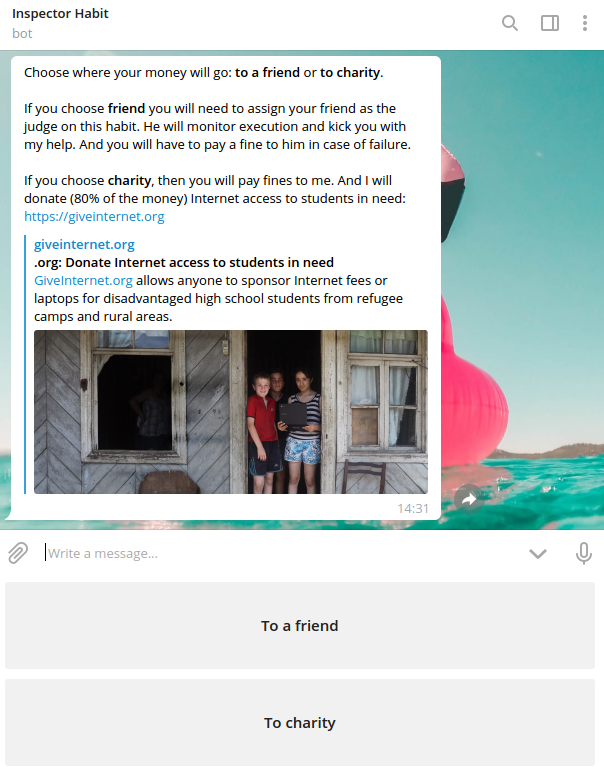 Inspector Habit
bot
Choose where your money will go: to a friend or to charity.
If you choose friend you will need to assign your friend as the
judge on this habit. He will monitor execution and kick you with
my help. And you will have to pay a fine to him in case of failure.
If you choose charity, then you will pay fines to me. And I will
donate (80% of the money) Internet access to students in need:
https://giveinternet.org
giveinternet.org
.org: Donate Internet access to students in need
GiveInternet.org allows anyone to sponsor Internet fees or
laptops for disadvantaged high school students from refugee
camps and rural areas.
14:31
Write a message...
To a friend
To charity